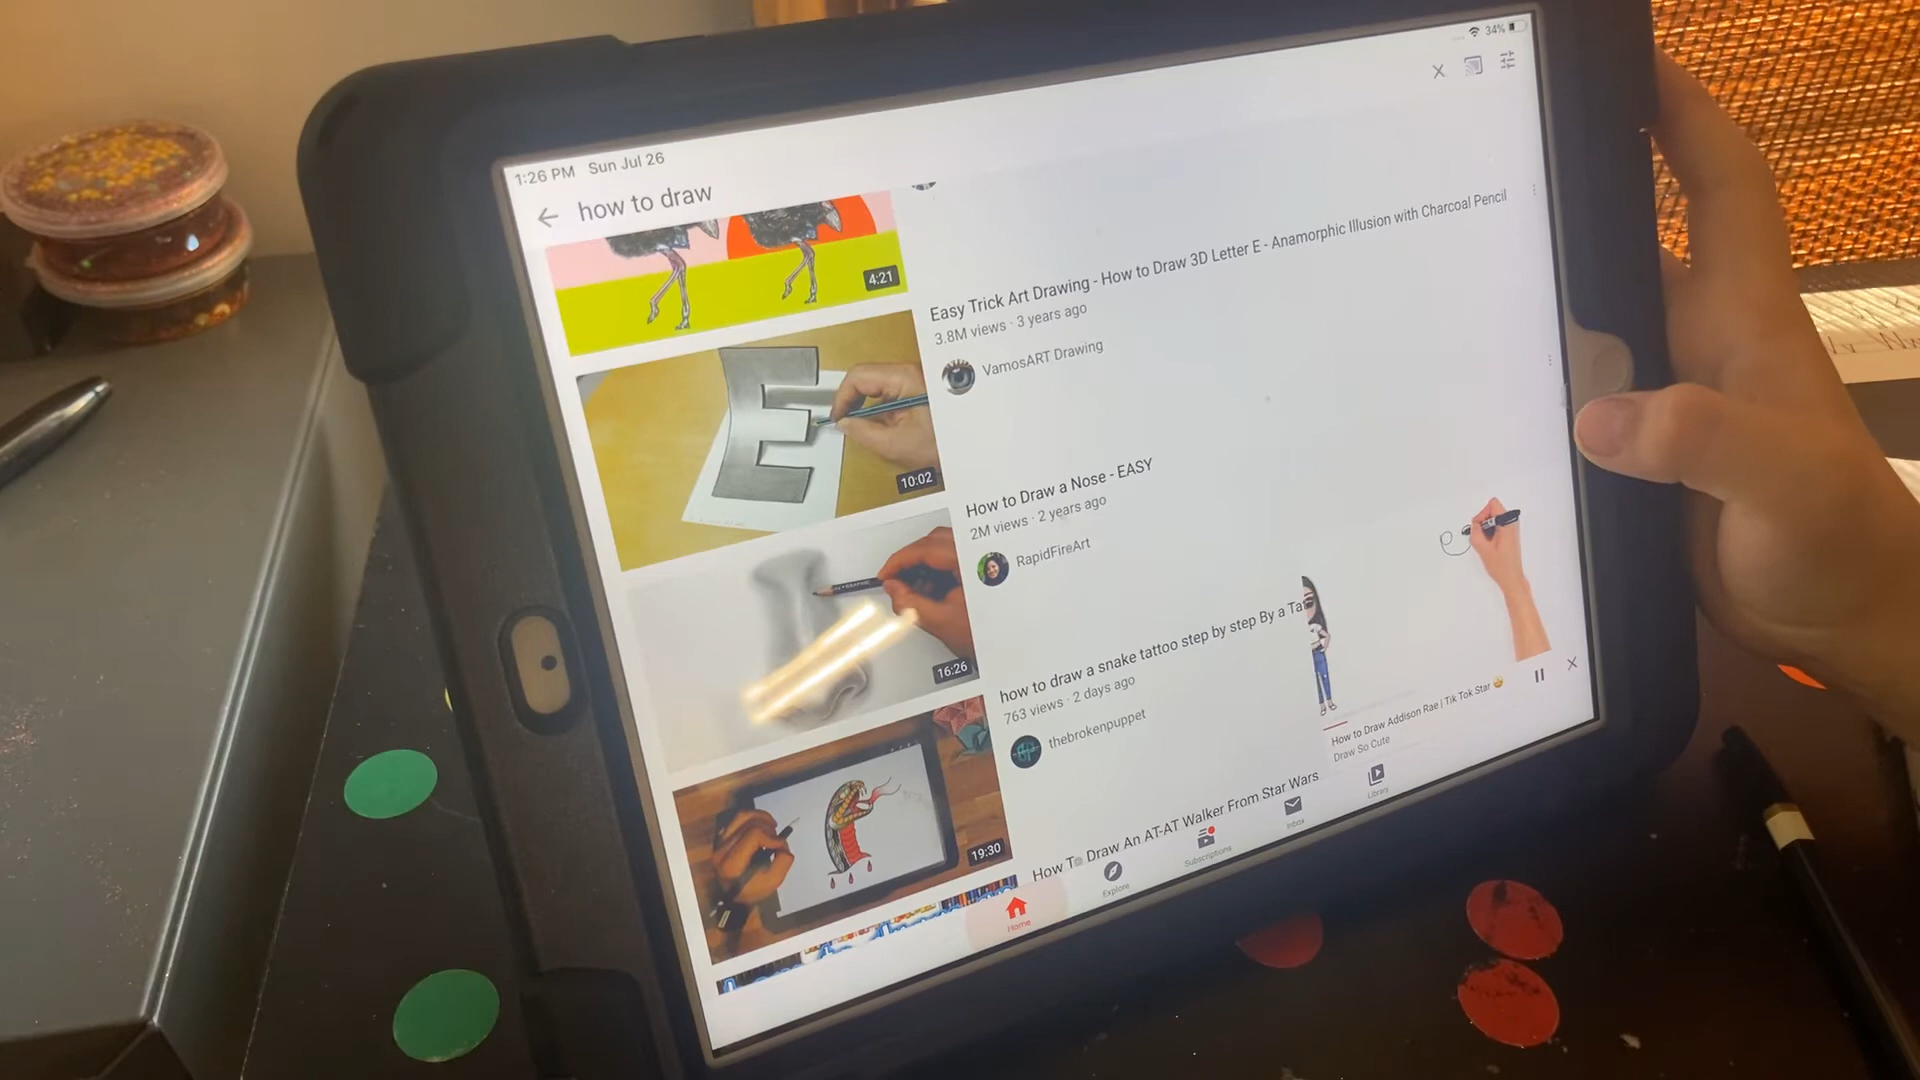 1:26 PM Sun Jul 26
34%
how to draw
4:21
Easy Trick Art Drawing - How to Draw 3D Letter E - Anamorphic Illusion with Charcoal Pencil
3.8M views · 3 years ago
VamosART Drawing
10:02
How to Draw a Nose - EASY
2M views · 2 years ago
RapidFireArt
16:26
how to draw a snake tattoo step by step By a Ta
763 views · 2 days ago
thebrokenpuppet
19:30
How to Draw Addison Rae | Tik Tok Star 😄
Draw So Cute
How To Draw An AT-AT Walker From Star Wars
Home
Explore
Subscriptions
Inbox
Library